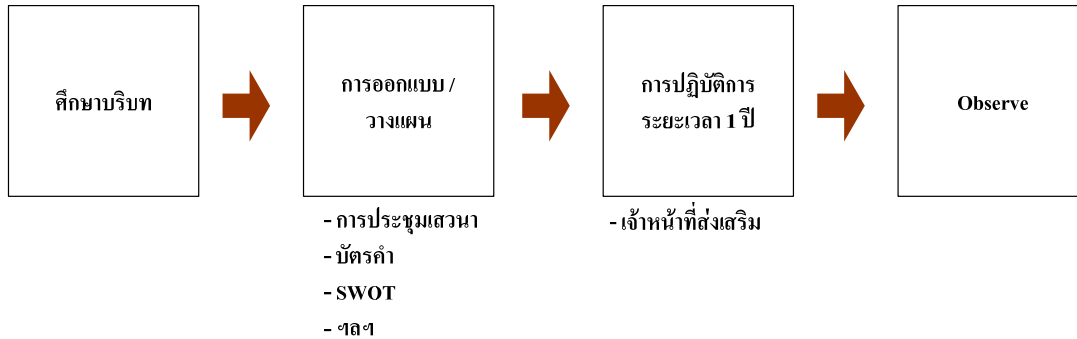 ศึกษาบริบท
การออกแบบ /
วางแผน
การปฏิบัติการ
ระยะเวลา 1 ปี
Observe
- การประชุมเสวนา
- บัตรคำ
- SWOT
- ฯลฯ
- เจ้าหน้าที่ส่งเสริม